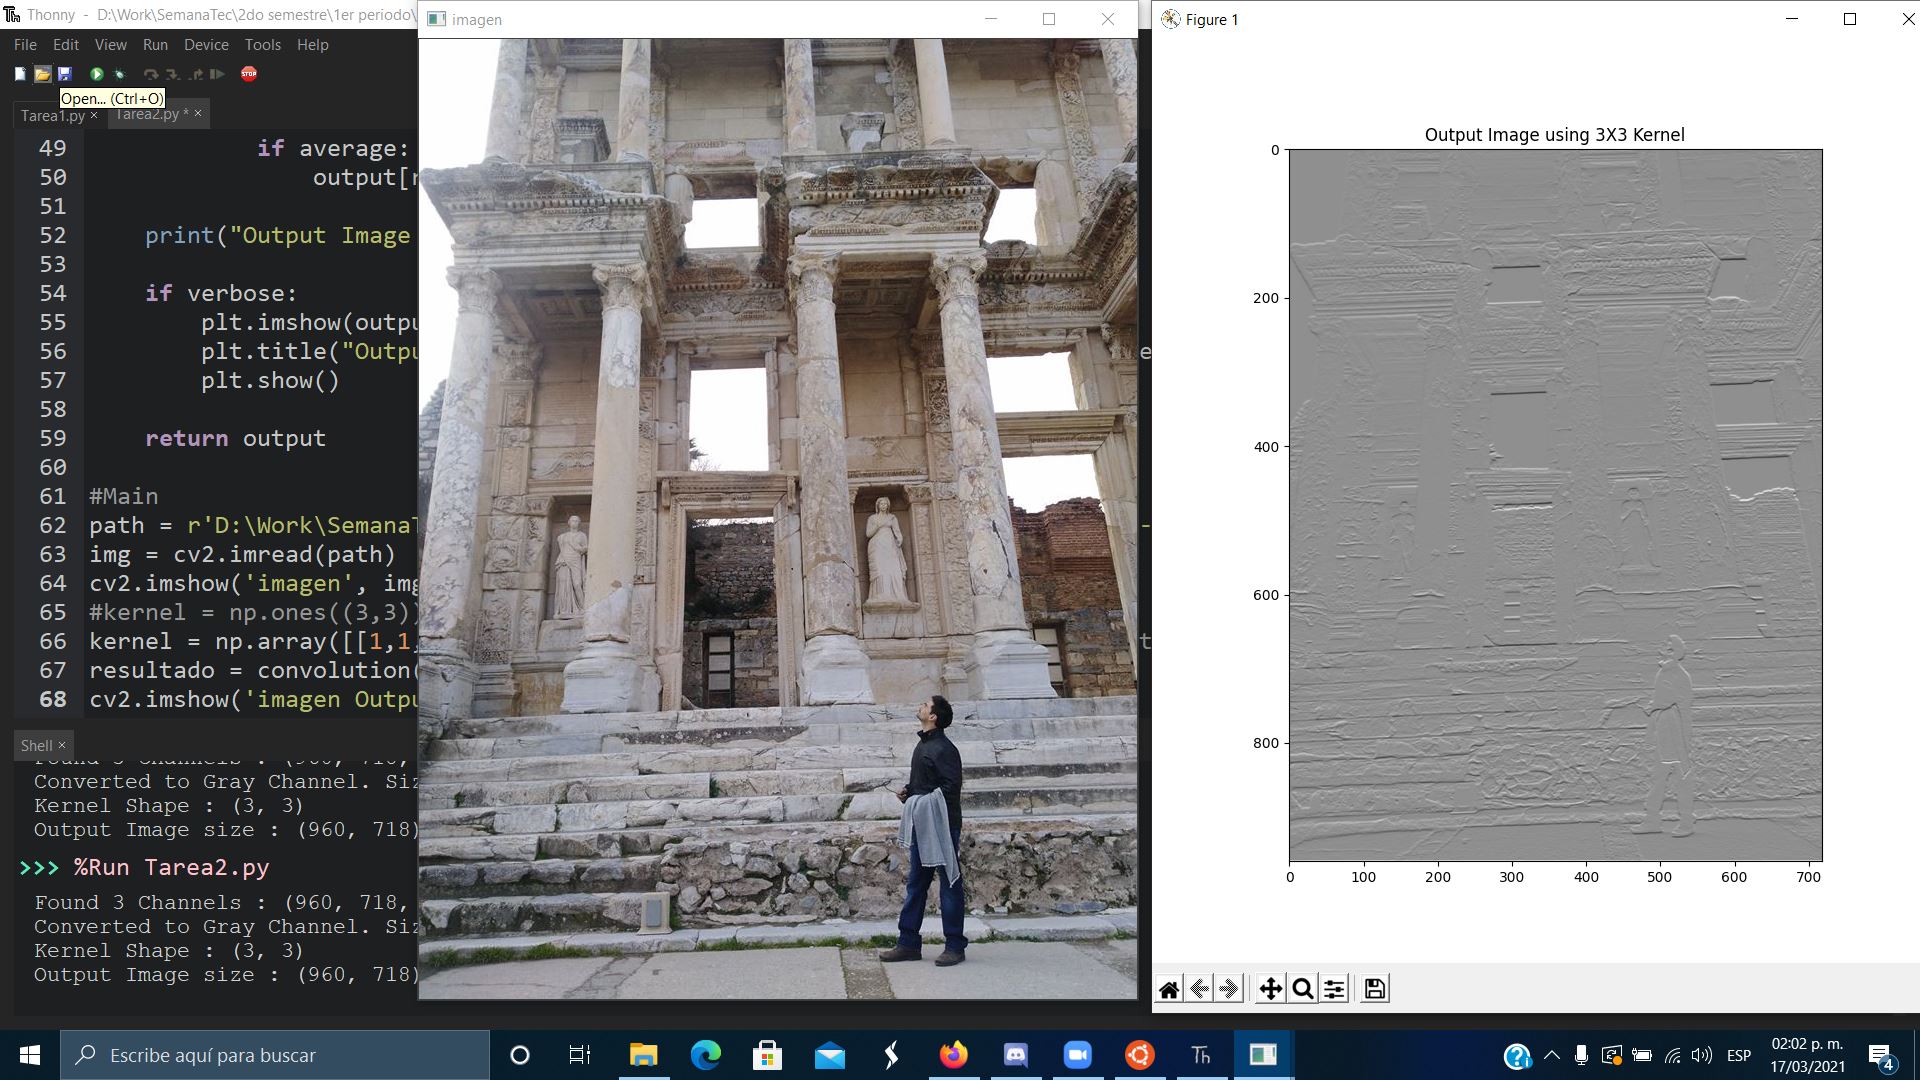 Thonny - D:\Work\SemanaTec\2do semestre\1er periodo\
File Edit View Run Device Tools Help
STOP
Open... (Ctrl+O)
Tarea1.py × Tarea2.py * ×
49 if average:
50 output[r
51
52 print("Output Image
53
54 if verbose:
55 plt.imshow(outpu
56 plt.title("Outpu
57 plt.show()
58
59 return output
60
61 #Main
62 path = r'D:\Work\SemanaT
63 img = cv2.imread(path)
64 cv2.imshow('imagen', img
65 #kernel = np.ones((3,3))
66 kernel = np.array([[1,1,
67 resultado = convolution(
68 cv2.imshow('imagen Outpu
Shell ×
Converted to Gray Channel. Siz
Kernel Shape : (3, 3)
Output Image size : (960, 718)
>>> %Run Tarea2.py
Found 3 Channels : (960, 718,
Converted to Gray Channel. Siz
Kernel Shape : (3, 3)
Output Image size : (960, 718)
imagen
e
-
t
Figure 1
Output Image using 3X3 Kernel
0
200
400
600
800
0 100 200 300 400 500 600 700
Escribe aquí para buscar
Th
ESP
02:02 p. m.
17/03/2021
4